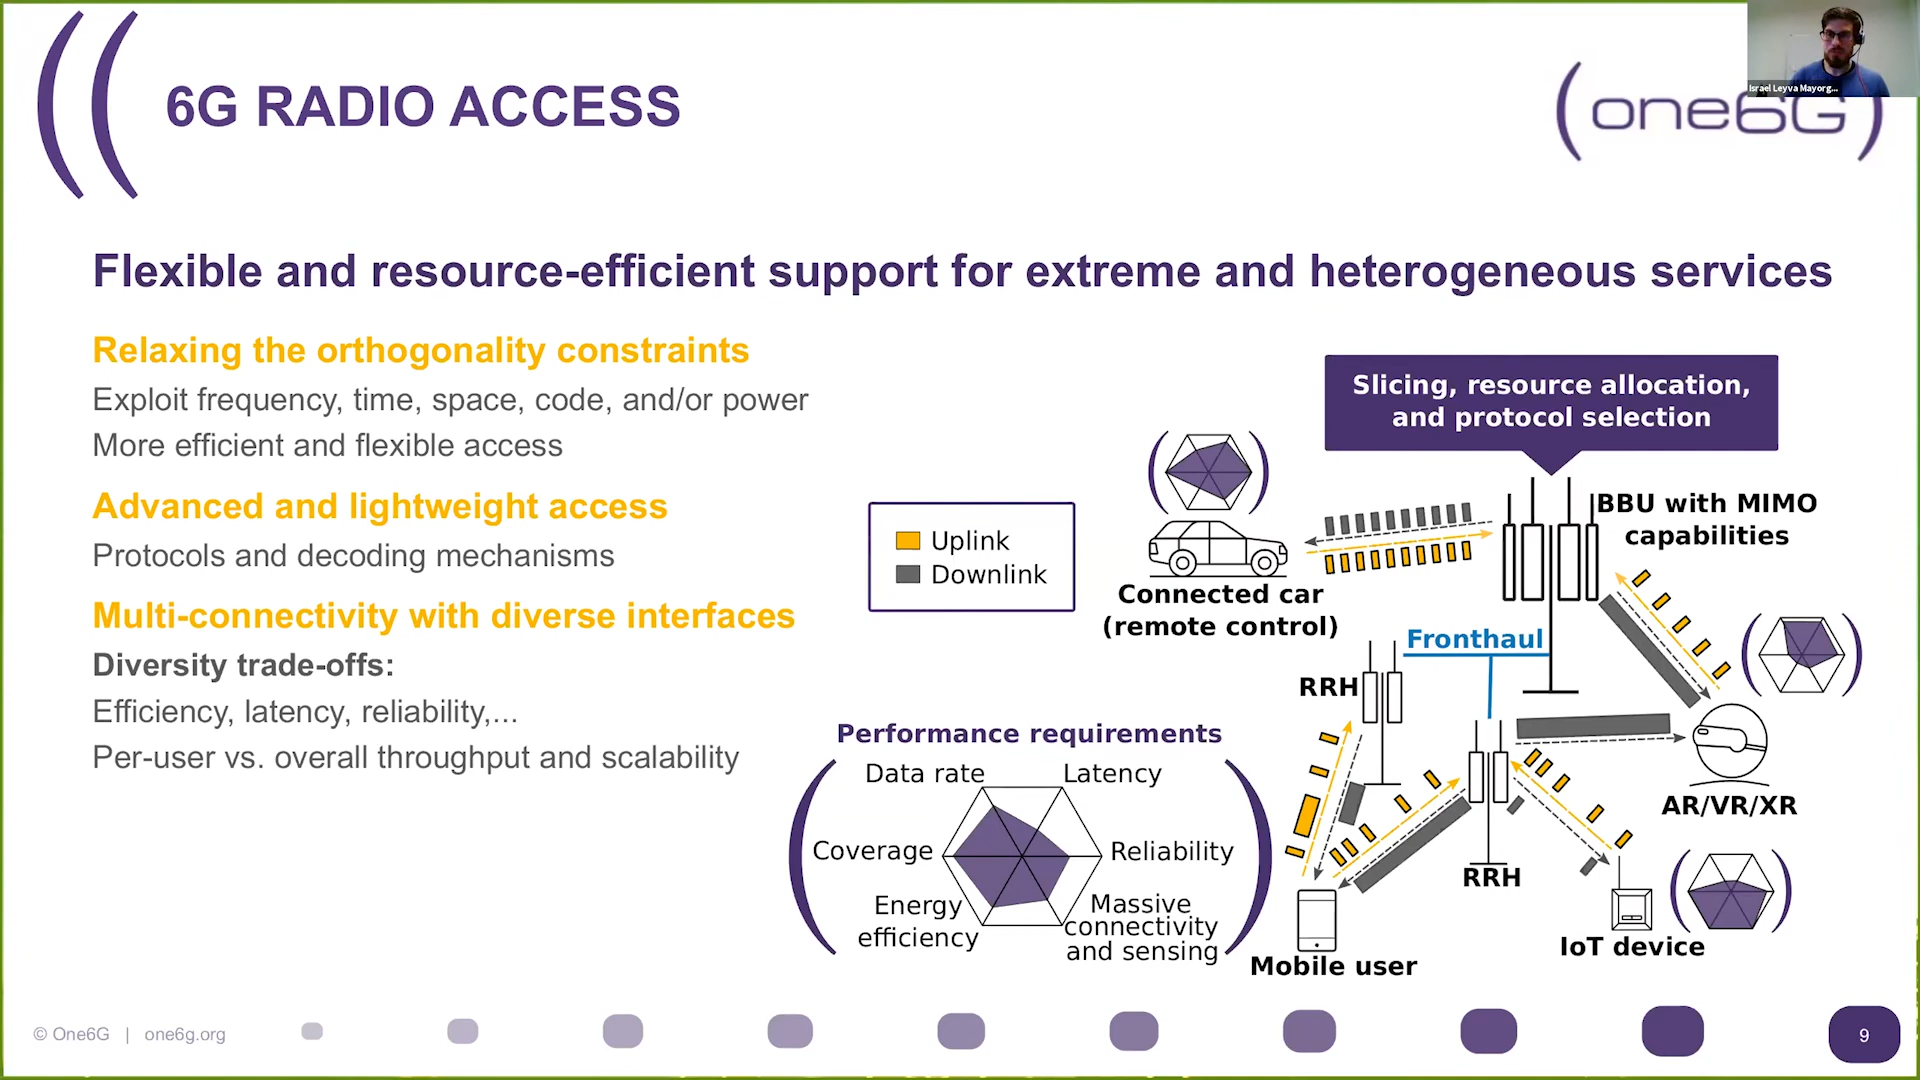 6G RADIO ACCESS
(one6G)
Israel Leyva Mayorg...
Flexible and resource-efficient support for extreme and heterogeneous services
Relaxing the orthogonality constraints
Exploit frequency, time, space, code, and/or power
More efficient and flexible access
Advanced and lightweight access
Protocols and decoding mechanisms
Multi-connectivity with diverse interfaces
Diversity trade-offs:
Efficiency, latency, reliability,...
Per-user vs. overall throughput and scalability
Slicing, resource allocation,
and protocol selection
Uplink
Downlink
Connected car
(remote control)
BBU with MIMO
capabilities
Fronthaul
RRH
RRH
AR/VR/XR
IoT device
Mobile user
Performance requirements
Data rate
Latency
Coverage
Reliability
Energy
efficiency
Massive
connectivity
and sensing
© One6G | one6g.org
9